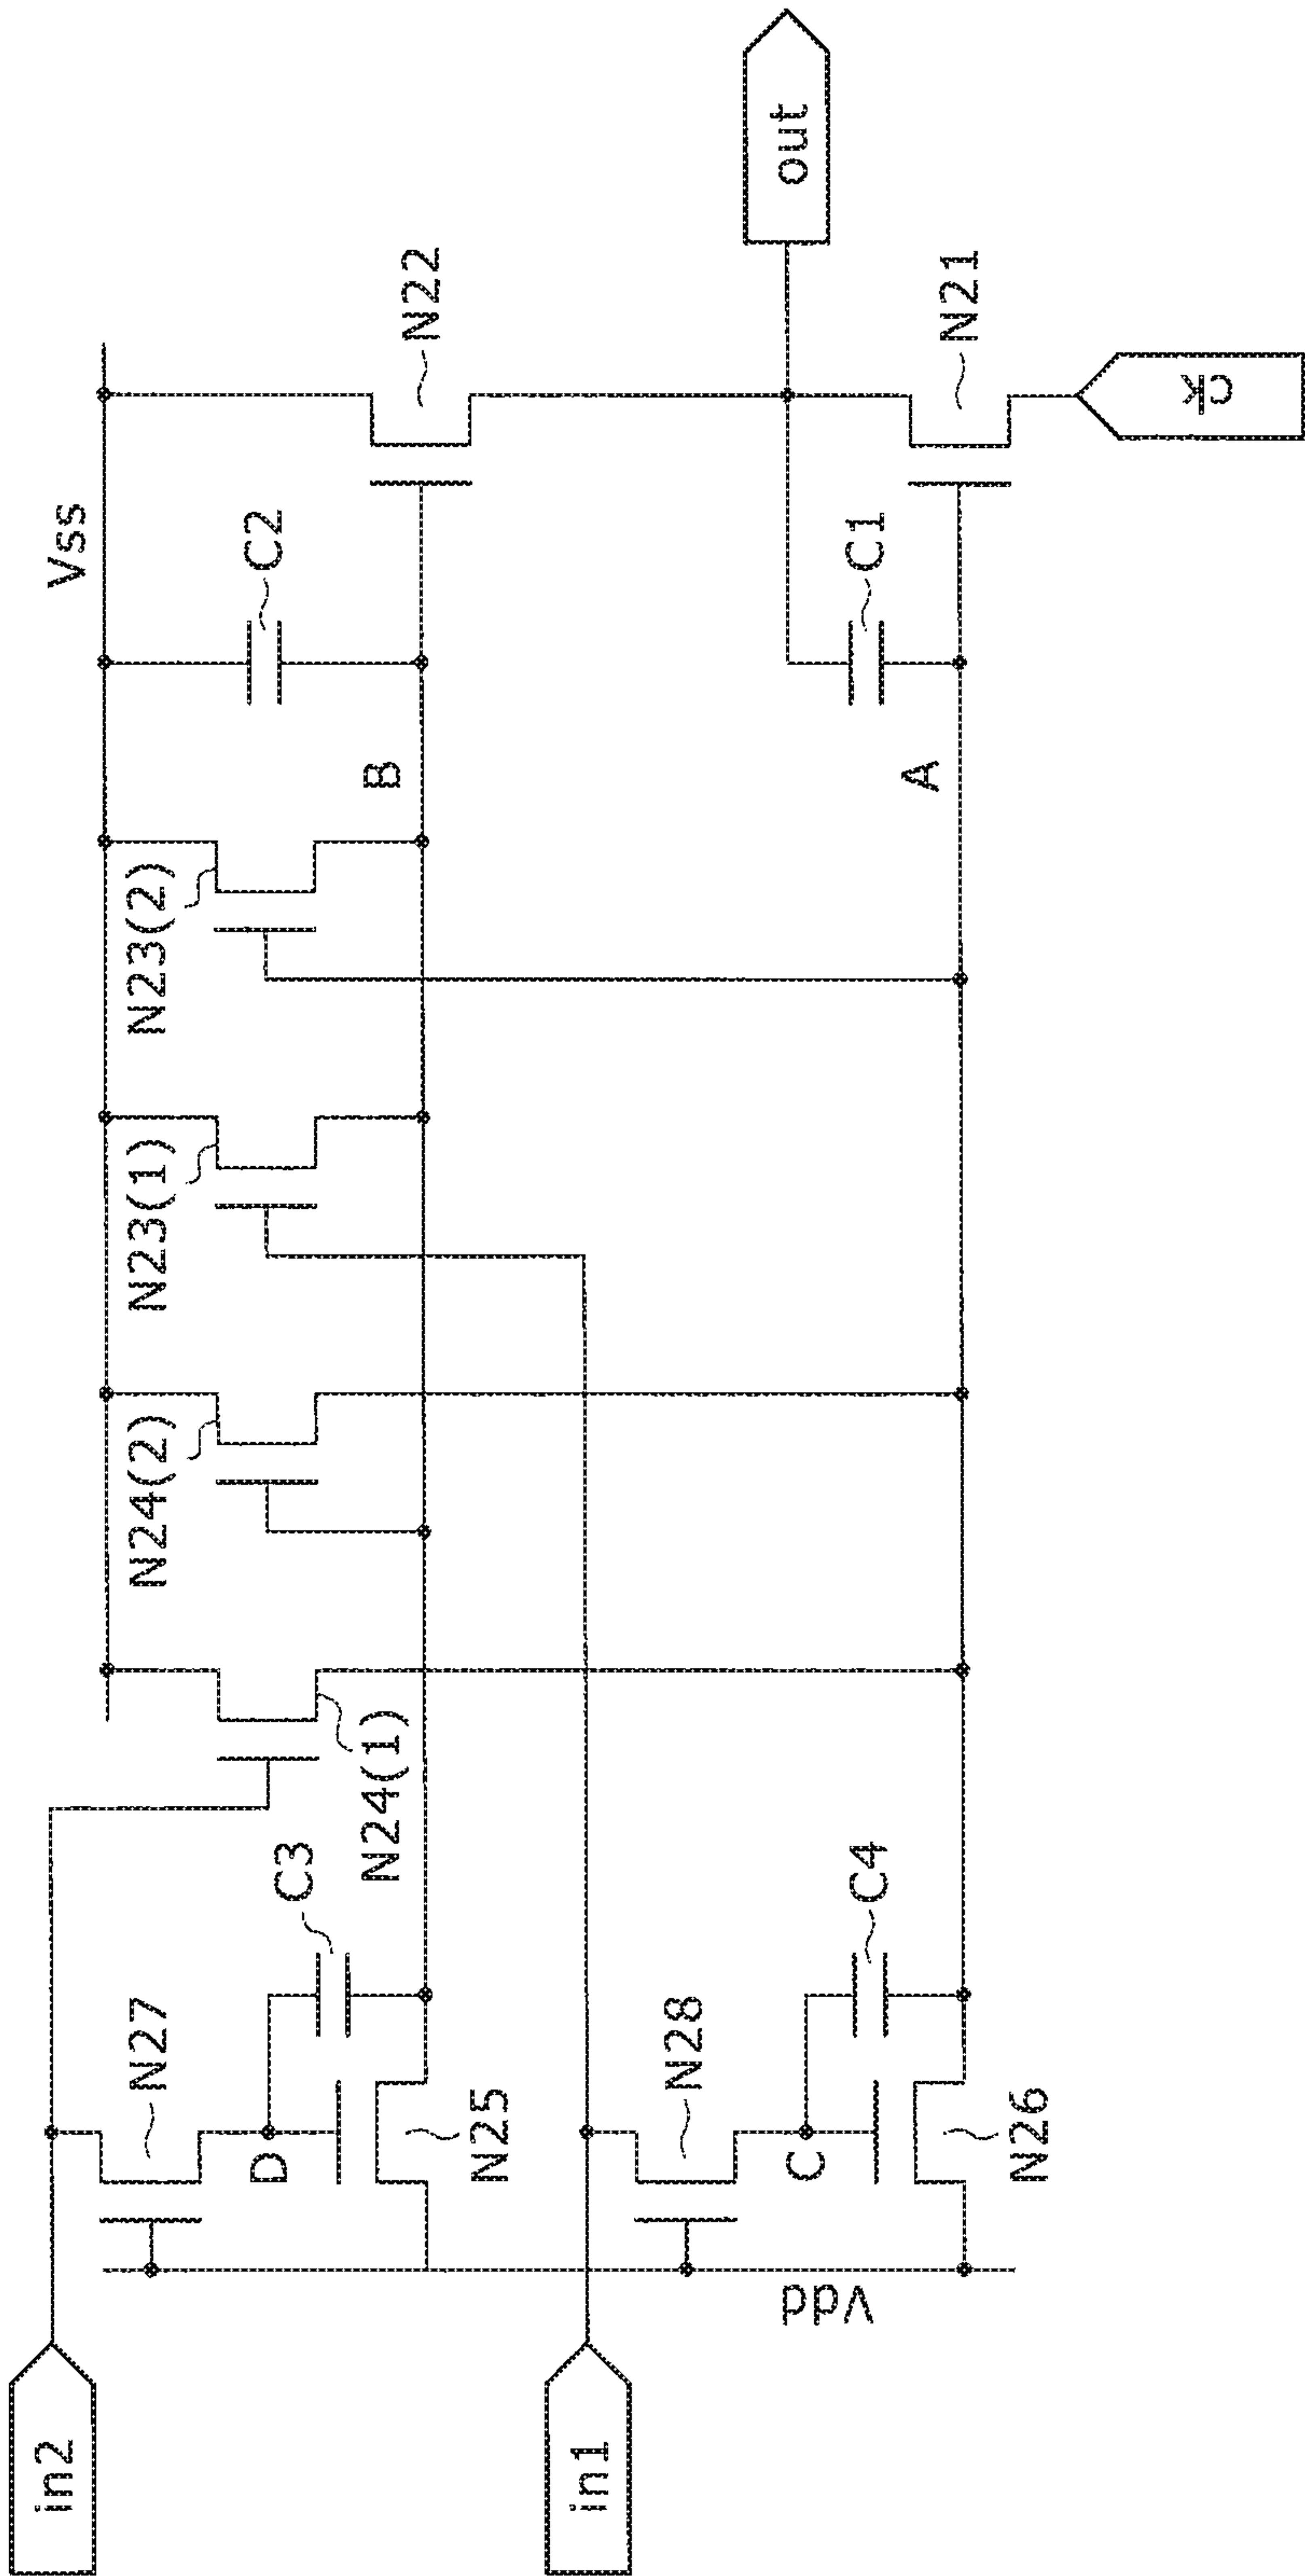 in2
in1
Vdd
N27
D
C3
N25
N28
C
C4
N26
N24(1)
N24(2)
N23(1)
N23(2)
B
A
Vss
C2
C1
N22
N21
out
ck